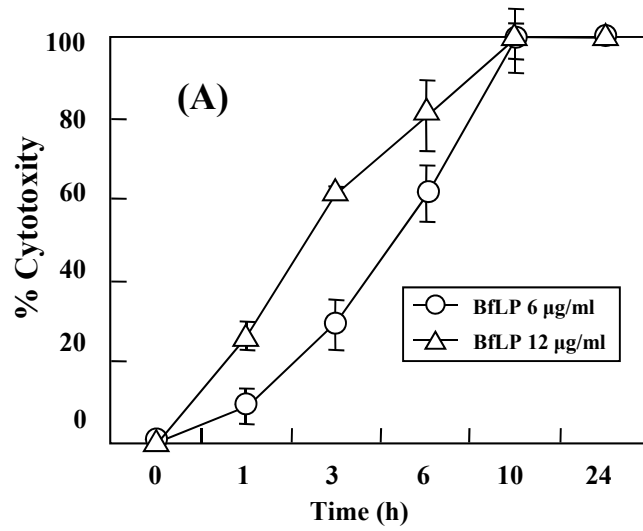 100
(A)
80
% Cytotoxity
60
40
BfLP 6 μg/ml
20
BfLP 12 μg/ml
0
0 1 3 6 10 24
Time (h)